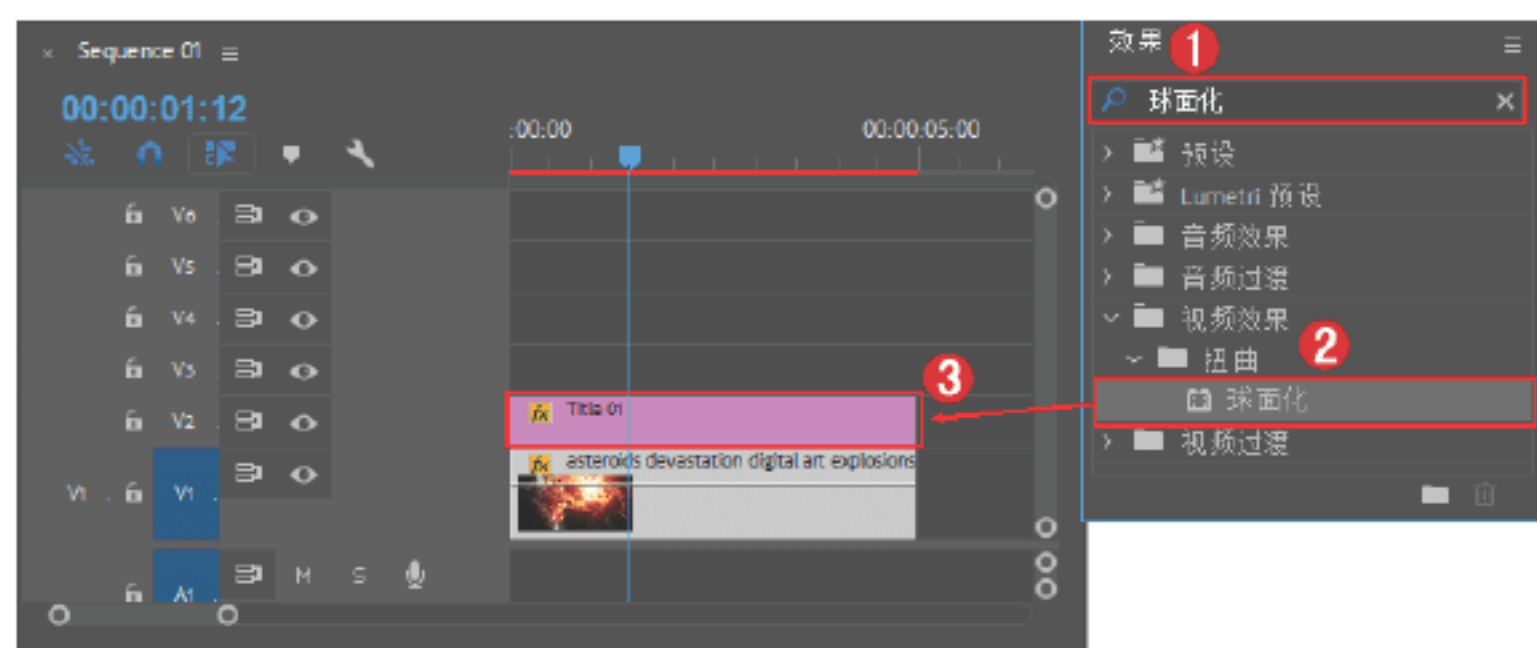 × Sequence 01 ≡
00:00:01:12
:00:00 00:00:05:00
V6
V5
V4
V3
V2
Title 01
V1 V1
asteroids devastation digital art explosions
A1 M S
效果 1
球面化 ×
预设
Lumetri 预设
音频效果
音频过渡
视频效果
扭曲 2
球面化
3
视频过渡